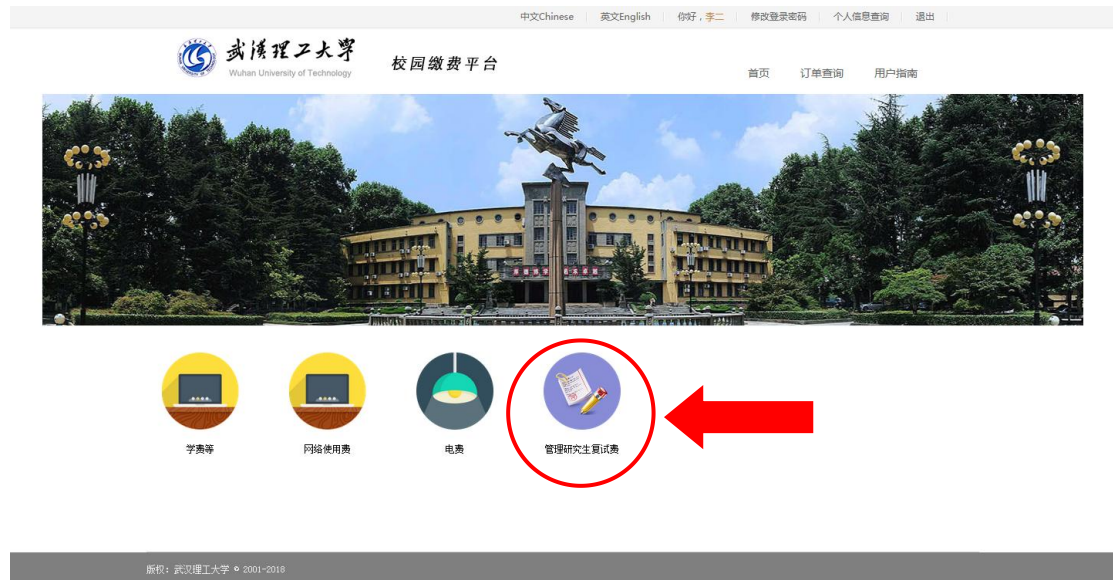 中文Chinese 英文English 你好，李二 修改登录密码 个人信息查询 退出
武漢理工大学
Wuhan University of Technology
校园缴费平台
首页 订单查询 用户指南
学费等 网络使用费 电费 管理研究生复试费
版权：武汉理工大学 © 2001-2018